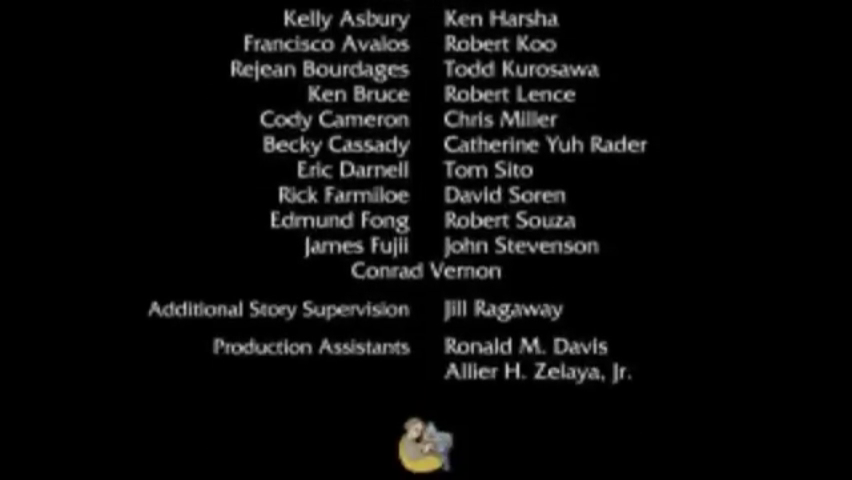 Kelly Asbury Ken Harsha
Francisco Avalos Robert Koo
Rejean Bourdages Todd Kurosawa
Ken Bruce Robert Lence
Cody Cameron Chris Miller
Becky Cassady Catherine Yuh Rader
Eric Darnell Tom Sito
Rick Farmiloe David Soren
Edmund Fong Robert Souza
James Fujii John Stevenson
Conrad Vernon
Additional Story Supervision Jill Ragaway
Production Assistants Ronald M. Davis
Allier H. Zelaya, Jr.